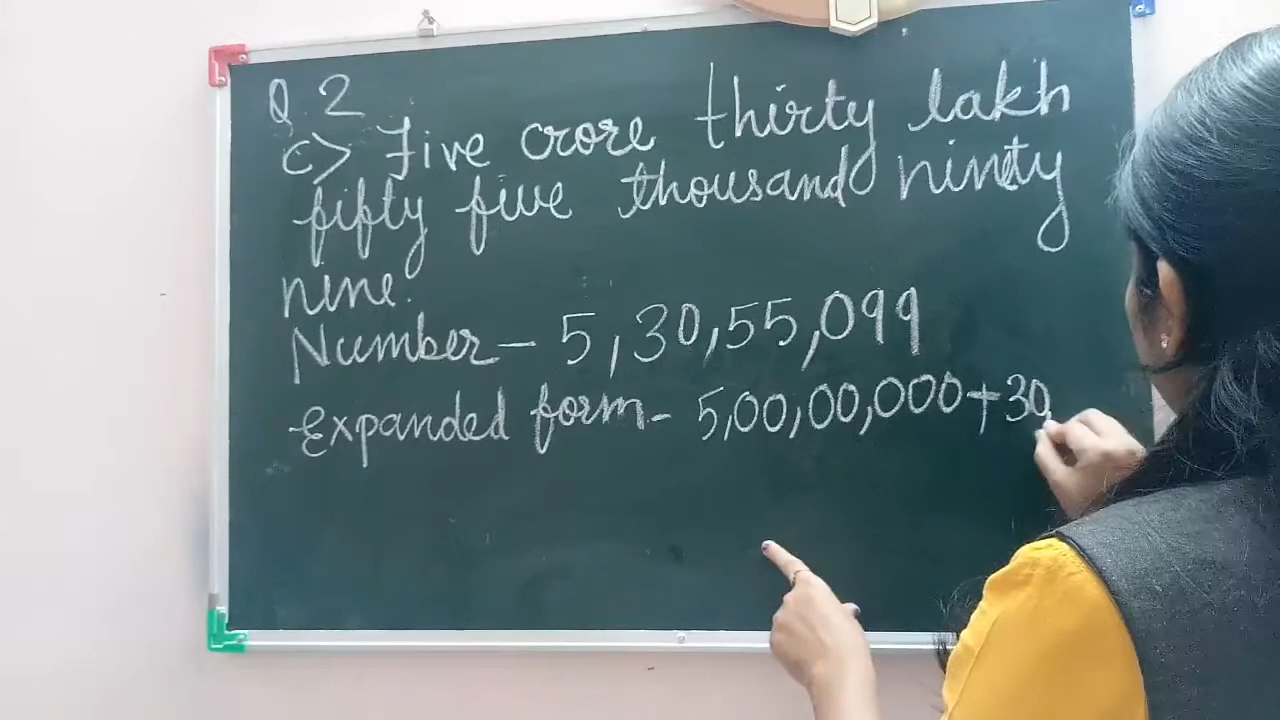 Q. 2
c> Five crore thirty lakh
fifty five thousand ninety
nine.
Number - 5,30,55,099
Expanded form - 5,00,00,000+30,